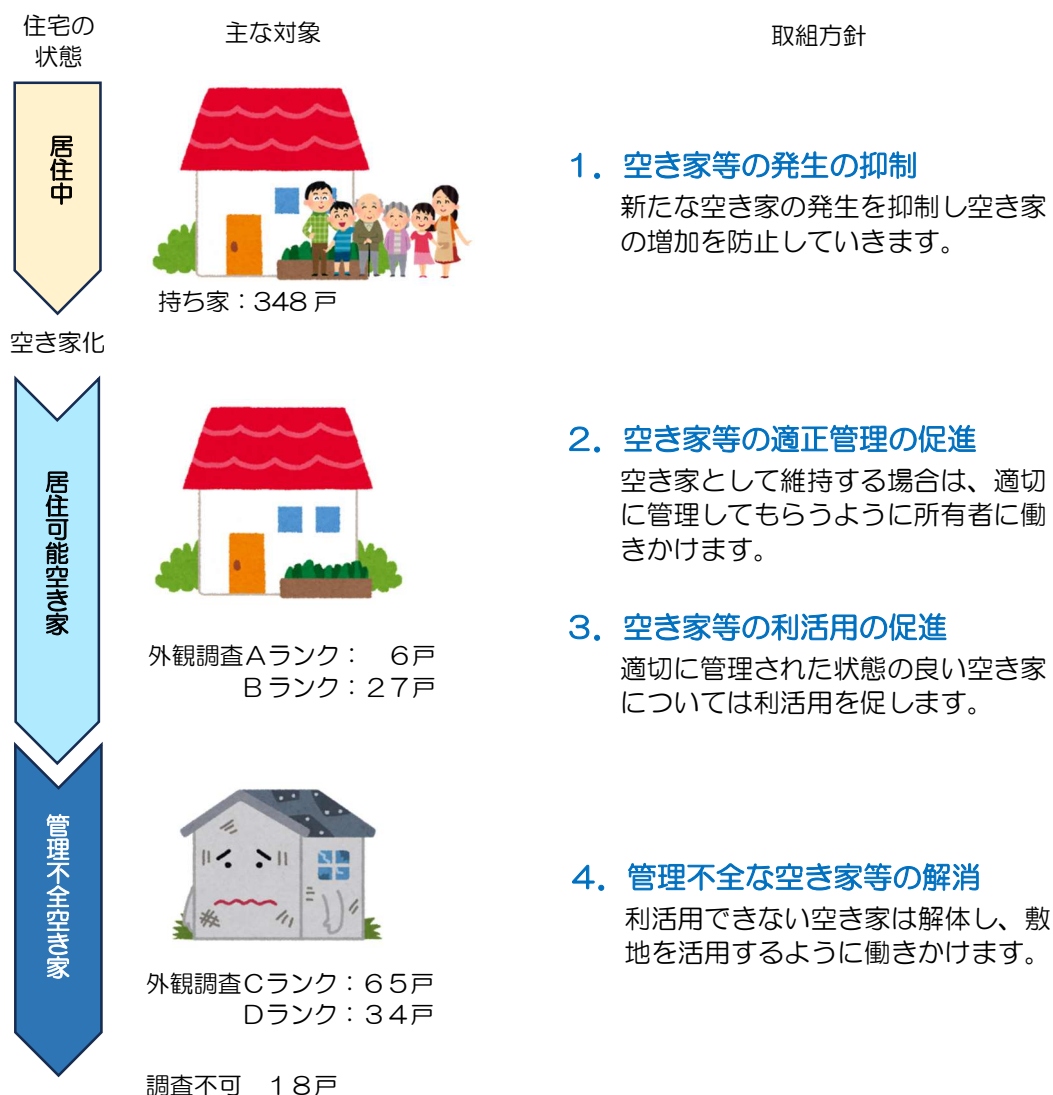 住宅の
状態
主な対象
取組方針
居住中
持ち家：348 戸
1．空き家等の発生の抑制
新たな空き家の発生を抑制し空き家
の増加を防止していきます。
空き家化
居住可能空き家
外観調査Aランク：　6戸
Bランク：27戸
2．空き家等の適正管理の促進
空き家として維持する場合は、適切
に管理してもらうように所有者に働
きかけます。
3．空き家等の利活用の促進
適切に管理された状態の良い空き家
については利活用を促します。
管理不全空き家
外観調査Cランク：65戸
Dランク：34戸
調査不可　18戸
4．管理不全な空き家等の解消
利活用できない空き家は解体し、敷
地を活用するように働きかけます。